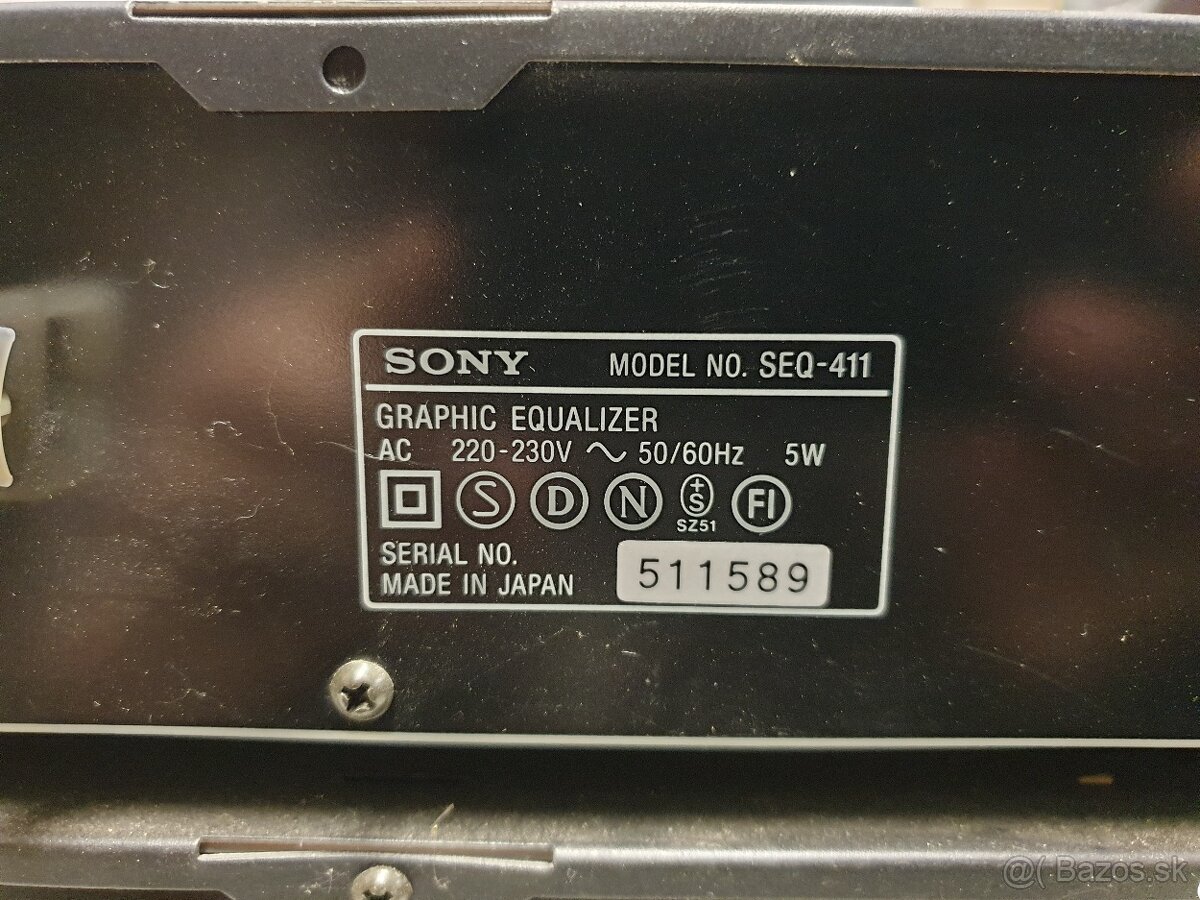 SONY MODEL NO. SEQ-411
GRAPHIC EQUALIZER
AC 220-230V ~ 50/60Hz 5W
S D N +S FI
SZ51
SERIAL NO.
MADE IN JAPAN 511589
@( Bazos.sk